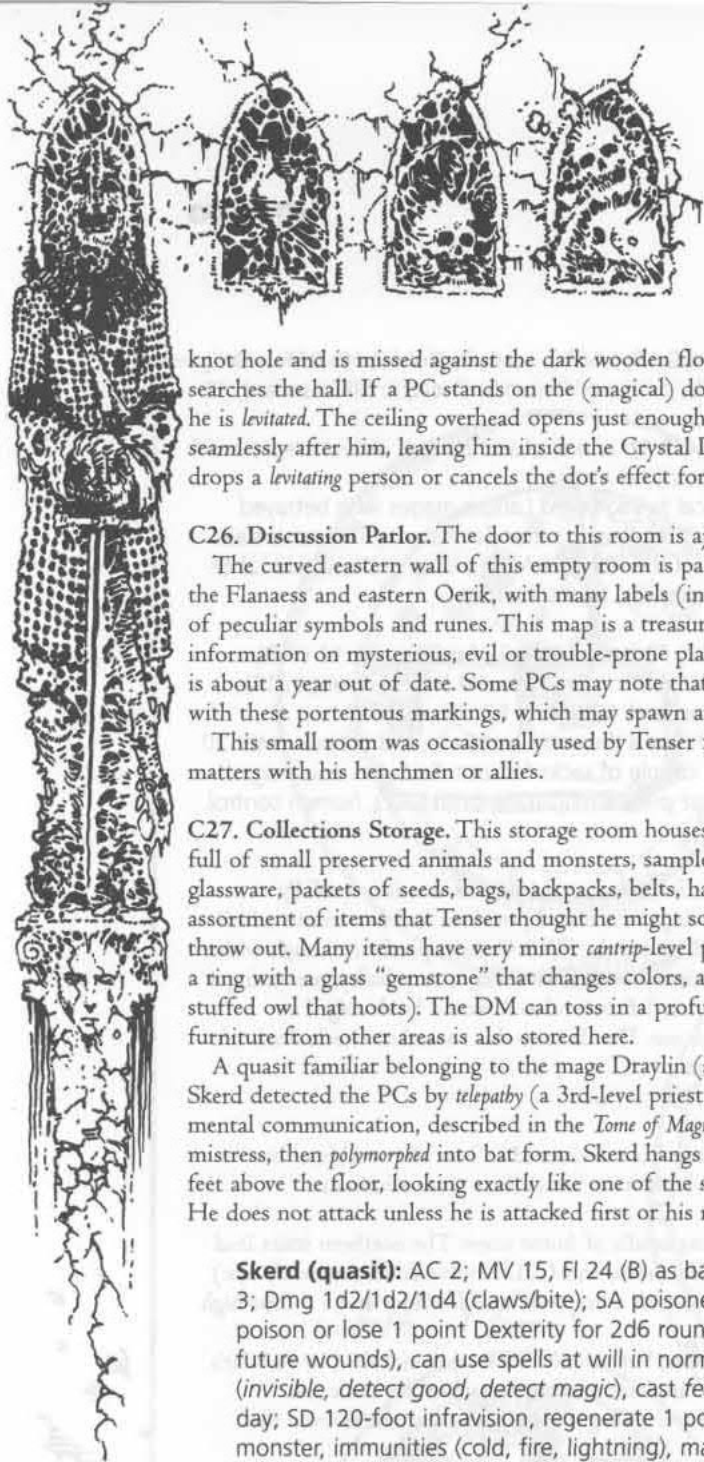 knot hole and is missed against the dark wooden flo
searches the hall. If a PC stands on the (magical) do
he is levitated. The ceiling overhead opens just enough
seamlessly after him, leaving him inside the Crystal D
drops a levitating person or cancels the dot's effect for
C26. Discussion Parlor. The door to this room is a
The curved eastern wall of this empty room is pa
the Flanaess and eastern Oerik, with many labels (in
of peculiar symbols and runes. This map is a treasur
information on mysterious, evil or trouble-prone pla
is about a year out of date. Some PCs may note that
with these portentous markings, which may spawn a
This small room was occasionally used by Tenser
matters with his henchmen or allies.
C27. Collections Storage. This storage room houses
full of small preserved animals and monsters, sample
glassware, packets of seeds, bags, backpacks, belts, ha
assortment of items that Tenser thought he might so
throw out. Many items have very minor cantrip-level p
a ring with a glass "gemstone" that changes colors, a
stuffed owl that hoots). The DM can toss in a profu
furniture from other areas is also stored here.
A quasit familiar belonging to the mage Draylin (
Skerd detected the PCs by telepathy (a 3rd-level priest
mental communication, described in the Tome of Magi
mistress, then polymorphed into bat form. Skerd hangs
feet above the floor, looking exactly like one of the s
He does not attack unless he is attacked first or his
Skerd (quasit): AC 2; MV 15, Fl 24 (B) as ba
3; Dmg 1d2/1d2/1d4 (claws/bite); SA poisone
poison or lose 1 point Dexterity for 2d6 roun
future wounds), can use spells at will in norm
(invisible, detect good, detect magic), cast fe
day; SD 120-foot infravision, regenerate 1 po
monster, immunities (cold, fire, lightning), ma